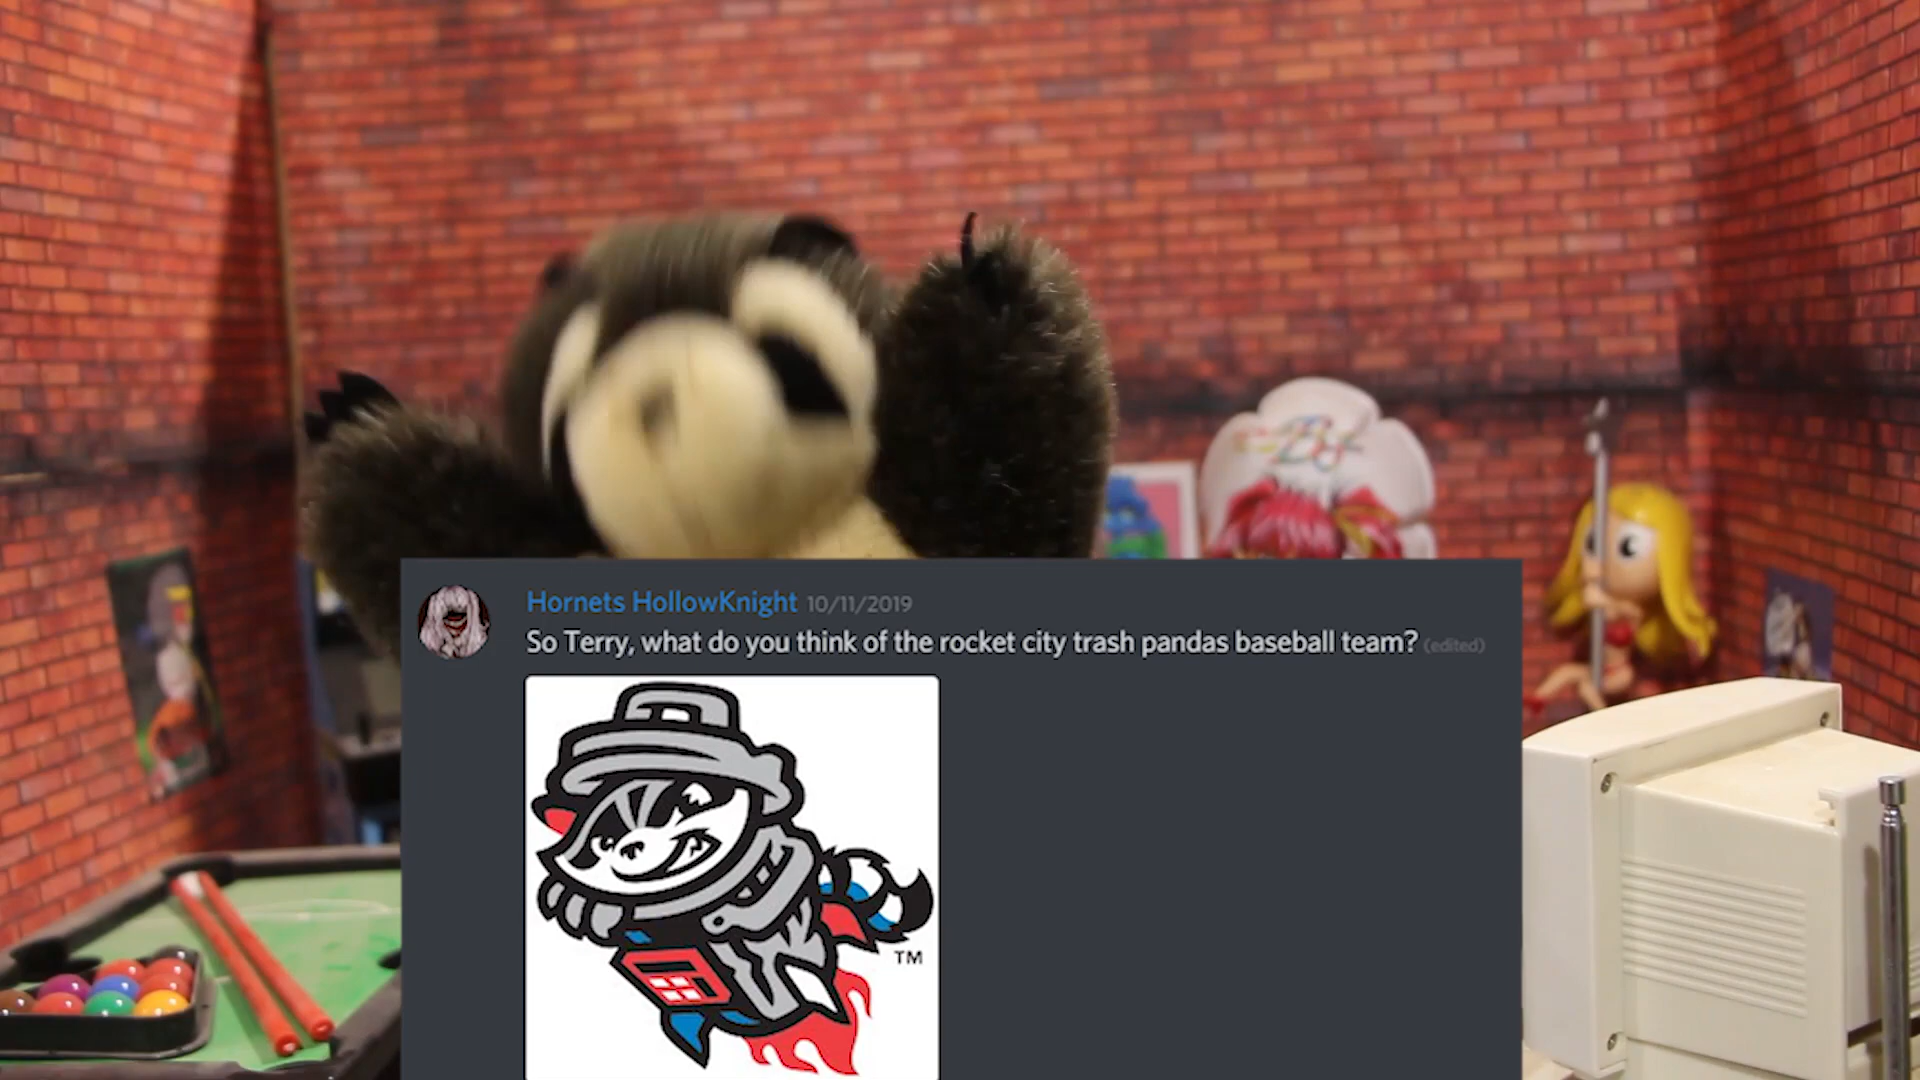 Hornets HollowKnight 10/11/2019
So Terry, what do you think of the rocket city trash pandas baseball team? (edited)
TM